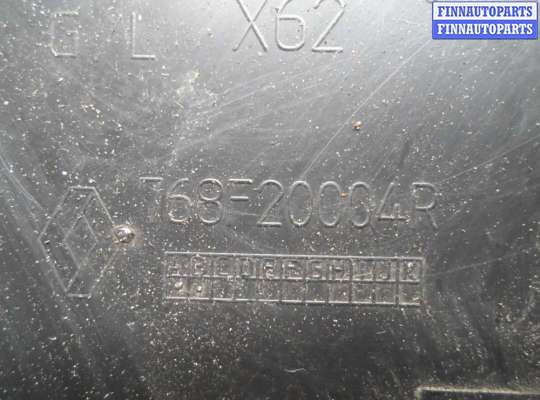 FINNAUTOPARTS
FINNAUTOPARTS
G L X62
768F20004R
A B C D E F G H I J K